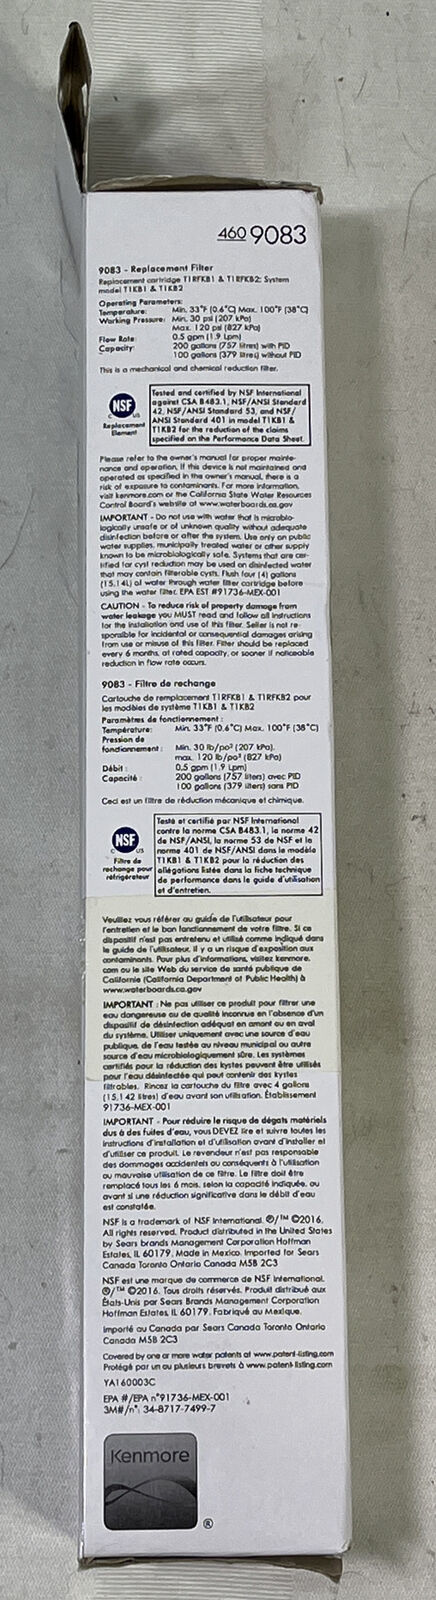 460 9083
9083 - Replacement Filter
Replacement cartridge T1RFKB1 & T1RFKB2: System
model T1KB1 & T1KB2
Operating Parameters:
Temperature: Min. 33°F (0.6°C) Max. 100°F (38°C)
Working Pressure: Min. 30 psi (207 kPa)
Max. 120 psi (827 kPa)
Flow Rate: 0.5 gpm (1.9 Lpm)
Capacity: 200 gallons (757 litres) with PID
100 gallons (379 litres) without PID
This is a mechanical and chemical reduction filter.
NSF
C US
Replacement
Element
Tested and certified by NSF International
against CSA B483.1, NSF/ANSI Standard
42, NSF/ANSI Standard 53, and NSF/
ANSI Standard 401 in model T1KB1 &
T1KB2 for the reduction of the claims
specified on the Performance Data Sheet.
Please refer to the owner's manual for proper mainte-
nance and operation. If this device is not maintained and
operated as specified in the owner's manual, there is a
risk of exposure to contaminants. For more information,
visit kenmore.com or the California State Water Resources
Control Board's website at www.waterboards.ca.gov
IMPORTANT - Do not use with water that is microbio-
logically unsafe or of unknown quality without adequate
disinfection before or after the system. Use only on public
water supplies, municipally treated water or other supply
known to be microbiologically safe. Systems that are cer-
tified for cyst reduction may be used on disinfected water
that may contain filterable cysts. Flush four (4) gallons
(15.14L) of water through water filter cartridge before
using the water filter. EPA EST #91736-MEX-001
CAUTION - To reduce risk of property damage from
water leakage you MUST read and follow all instructions
for the installation and use of this filter. Seller is not re-
sponsible for incidental or consequential damages arising
from use or misuse of this filter. Filter should be replaced
every 6 months, at rated capacity, or sooner if noticeable
reduction in flow rate occurs.
9083 - Filtre de rechange
Cartouche de remplacement T1RFKB1 & T1RFKB2 pour
les modèles de système T1KB1 & T1KB2
Paramètres de fonctionnement :
Température: Min. 33°F (0.6°C) Max. 100°F (38°C)
Pression de
fonctionnement : Min. 30 lb/po² (207 kPa).
max. 120 lb/po² (827 kPa)
Débit : 0.5 gpm (1.9 Lpm)
Capacité : 200 gallons (757 liters) avec PID
100 gallons (379 liters) sans PID
Ceci est un filtre de réduction mécanique et chimique.
NSF
C US
Filtre de
rechange pour
réfrigérateur
Testé et certifié par NSF International
contre la norme CSA B483.1, la norme 42
de NSF/ANSI, la norme 53 de NSF et la
norme 401 de NSF/ANSI dans le modèle
T1KB1 & T1KB2 pour la réduction des
allégations listée dans la fiche technique
de performance dans le guide d'utilisation
et d'entretien.
Veuillez vous référer au guide de l'utilisateur pour
l'entretien et le bon fonctionnement de votre filtre. Si ce
dispositif n'est pas entretenu et utilisé comme indiqué dans
le guide de l'utilisateur, il y a un risque d'exposition aux
contaminants. Pour plus d'informations, visitez kenmore.
com ou le site Web du service de santé publique de
Californie (California Department of Public Health) à
www.waterboards.ca.gov
IMPORTANT : Ne pas utiliser ce produit pour filtrer une
eau dangereuse ou de qualité inconnue en l'absence d'un
dispositif de désinfection adéquat en amont ou en aval
du système. Utiliser uniquement avec une source d'eau
publique, de l'eau testée au niveau municipal ou autre
source d'eau microbiologiquement sûre. Les systèmes
certifiés pour la réduction des kystes peuvent être utilisés
pour l'eau désinfectée qui peut contenir des kystes
filtrables. Rincez la cartouche du filtre avec 4 gallons
(15,142 litres) d'eau avant son utilisation. Établissement
91736-MEX-001
IMPORTANT - Pour réduire le risque de dégâts matériels
dus à des fuites d'eau, vous DEVEZ lire et suivre toutes les
instructions d'installation et d'utilisation avant d'installer et
d'utiliser ce produit. Le revendeur n'est pas responsable
des dommages accidentels ou conséquents à l'utilisation
ou mauvaise utilisation de ce filtre. Le filtre doit être
remplacé tous les 6 mois, selon la capacité indiquée, ou
avant si une réduction significative dans le débit d'eau
est constatée.
NSF is a trademark of NSF International. ®/™ ©2016,
All rights reserved. Product distributed in the United States
by Sears brands Management Corporation Hoffman
Estates, IL 60179. Made in Mexico. Imported for Sears
Canada Toronto Ontario Canada M5B 2C3
NSF est une marque de commerce de NSF International.
®/™ ©2016. Tous droits réservés. Produit distribué aux
États-Unis par Sears Brands Management Corporation
Hoffman Estates, IL 60179. Fabriqué au Mexique.
Importé au Canada par Sears Canada Toronto Ontario
Canada M5B 2C3
Covered by one or more water patents at www.patent-listing.com
Protégé par un ou plusieurs brevets à www.patent-listing.com
YA160003C
EPA #/EPA n°91736-MEX-001
3M#/n°: 34-8717-7499-7
Kenmore
®